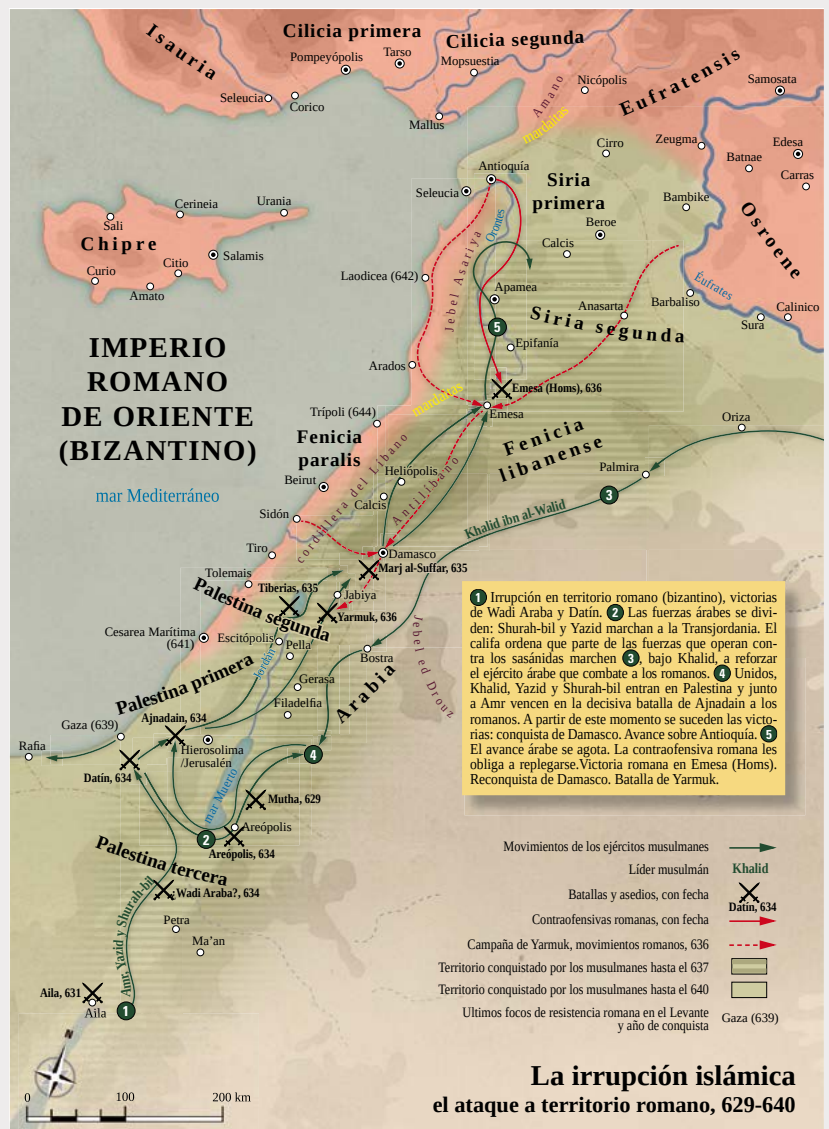 Isauria
Cilicia primera
Cilicia segunda
Pompeyópolis
Tarso
Mopsuestia
Seleucia
Corico
Mallus
Amano
mardaítas
Nicópolis
Eufratensis
Samosata
Cirro
Zeugma
Edesa
Batnae
Carras
Antioquía
Seleucia
Siria
primera
Bambike
Osroene
Orontes
Beroe
Calcis
Cerineia
Urania
Sali
Chipre
Salamis
Citio
Curio
Amato
Laodicea (642)
Jebel Asariya
Apamea
Éufrates
Barbaliso
Anasarta
Calinico
Sura
Siria segunda
5
Epifanía
IMPERIO
ROMANO
DE ORIENTE
(BIZANTINO)
mar Mediterráneo
Arados
mardaítas
Emesa (Homs), 636
Emesa
Trípoli (644)
Fenicia
paralis
Fenicia
libanense
Oriza
Palmira
Beirut
Heliópolis
Calcis
cordillera del Líbano
Antilíbano
3
Khalid ibn al-Walid
Sidón
Damasco
Tiro
Marj al-Suffar, 635
Tolemais
Tiberias, 635
Palestina segunda
Jabiya
Yarmuk, 636
Cesarea Marítima
(641)
Escitópolis
Pella
Jordán
Bostra
Jebel ed Drouz
Palestina primera
Gerasa
Arabia
Filadelfia
Gaza (639)
Ajnadain, 634
Rafia
Hierosolima
/Jerusalén
4
Datín, 634
mar Muerto
Mutha, 629
Areópolis
2
Areópolis, 634
Palestina tercera
Wadi Araba?, 634
Amr, Yazid y Shurah-bil
Petra
Ma’an
Aila, 631
Aila
1
N
0 100 200 km
1 Irrupción en territorio romano (bizantino), victorias
de Wadi Araba y Datín. 2 Las fuerzas árabes se divi-
den: Shurah-bil y Yazid marchan a la Transjordania. El
califa ordena que parte de las fuerzas que operan con-
tra los sasánidas marchen 3, bajo Khalid, a reforzar
el ejército árabe que combate a los romanos. 4 Unidos,
Khalid, Yazid y Shurah-bil entran en Palestina y junto
a Amr vencen en la decisiva batalla de Ajnadain a los
romanos. A partir de este momento se suceden las victo-
rias: conquista de Damasco. Avance sobre Antioquía. 5
El avance árabe se agota. La contraofensiva romana les
obliga a replegarse.Victoria romana en Emesa (Homs).
Reconquista de Damasco. Batalla de Yarmuk.
Movimientos de los ejércitos musulmanes
Líder musulmán Khalid
Batallas y asedios, con fecha
Datín, 634
Contraofensivas romanas, con fecha
Campaña de Yarmuk, movimientos romanos, 636
Territorio conquistado por los musulmanes hasta el 637
Territorio conquistado por los musulmanes hasta el 640
Ultimos focos de resistencia romana en el Levante
y año de conquista
Gaza (639)
La irrupción islámica
el ataque a territorio romano, 629-640